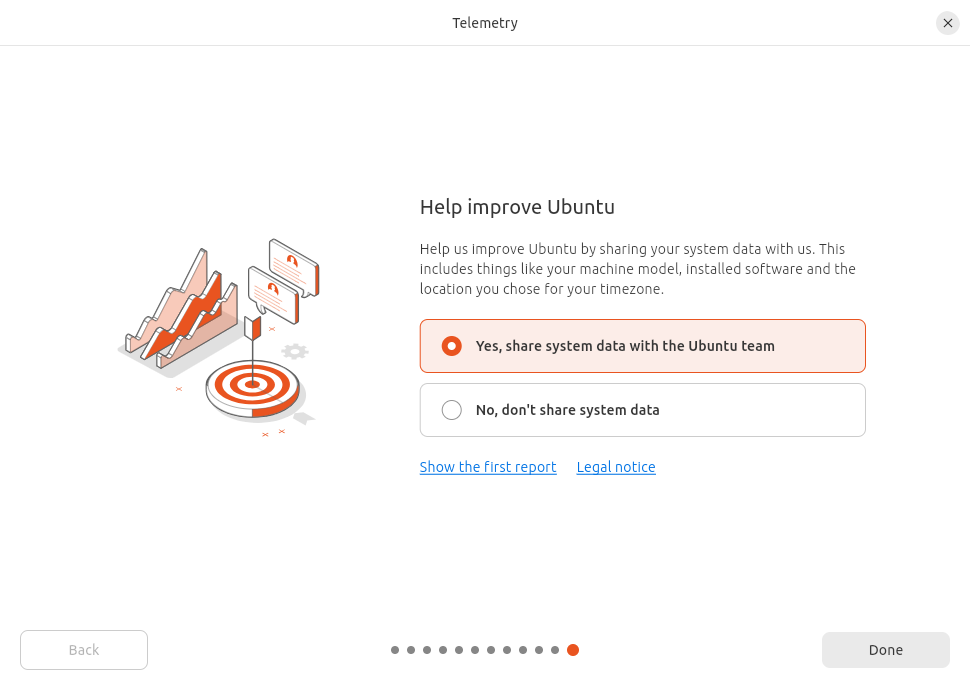 Telemetry
Help improve Ubuntu
Help us improve Ubuntu by sharing your system data with us. This
includes things like your machine model, installed software and the
location you chose for your timezone.
Yes, share system data with the Ubuntu team
No, don't share system data
Show the first report Legal notice
Back
Done